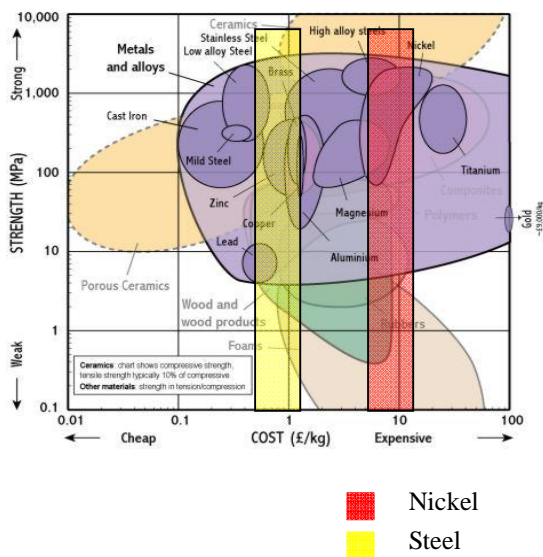 10,000
1,000
100
10
1
0.1
Strong
STRENGTH (MPa)
Weak
Ceramics
High alloy steels
Stainless Steel
Low alloy Steel
Nickel
Metals
and alloys
Brass
Cast Iron
Mild Steel
Titanium
Composites
Zinc
Magnesium
Polymers
Copper
Gold
~£9,000/kg
Aluminium
Lead
Porous Ceramics
Wood and
wood products
Rubbers
Foams
Ceramics: chart shows compressive strength,
tensile strength typically 10% of compressive
Other materials: strength in tension/compression
0.01
0.1
1
10
100
Cheap
COST (£/kg)
Expensive
Nickel
Steel